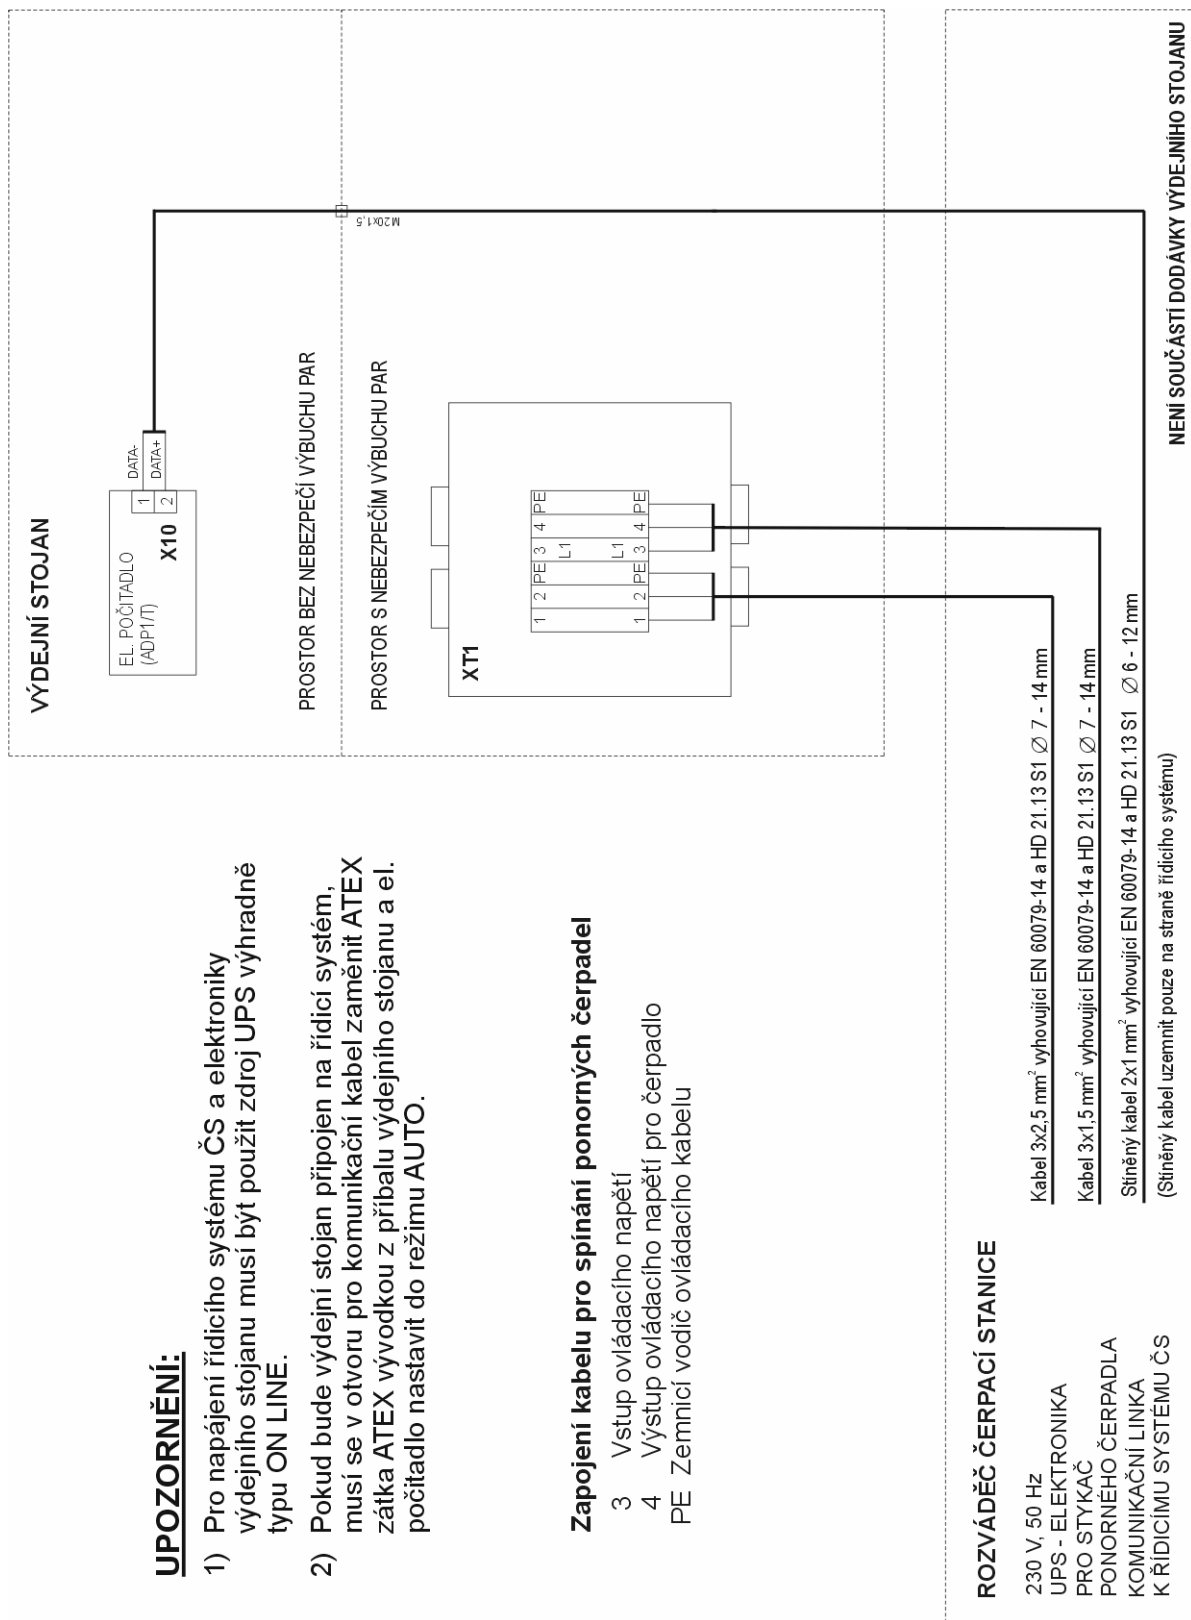 UPOZORNĚNÍ:
1) Pro napájení řídicího systému ČS a elektroniky
výdejního stojanu musí být použit zdroj UPS výhradně
typu ON LINE.
2) Pokud bude výdejní stojan připojen na řídicí systém,
musí se v otvoru pro komunikační kabel zaměnit ATEX
zátka ATEX vývodkou z příbalu výdejního stojanu a el.
počitadlo nastavit do režimu AUTO.
Zapojení kabelu pro spínání ponorných čerpadel
3 Vstup ovládacího napětí
4 Výstup ovládacího napětí pro čerpadlo
PE Zemnicí vodič ovládacího kabelu
VÝDEJNÍ STOJAN
EL. POČITADLO
(ADP1/T)
X10
1
2
DATA-
DATA+
PROSTOR BEZ NEBEZPEČÍ VÝBUCHU PAR
M20x1,5
PROSTOR S NEBEZPEČÍM VÝBUCHU PAR
XT1
1 2 PE 3 4 PE
L1
L1
1 2 PE 3 4 PE
ROZVÁDĚČ ČERPACÍ STANICE
230 V, 50 Hz
UPS - ELEKTRONIKA
PRO STYKAČ
PONORNÉHO ČERPADLA
KOMUNIKAČNÍ LINKA
K ŘÍDICÍMU SYSTÉMU ČS
Kabel 3x2,5 mm² vyhovující EN 60079-14 a HD 21.13 S1 ∅ 7 - 14 mm
Kabel 3x1,5 mm² vyhovující EN 60079-14 a HD 21.13 S1 ∅ 7 - 14 mm
Stíněný kabel 2x1 mm² vyhovující EN 60079-14 a HD 21.13 S1 ∅ 6 - 12 mm
(Stíněný kabel uzemnit pouze na straně řídicího systému)
NENÍ SOUČÁSTÍ DODÁVKY VÝDEJNÍHO STOJANU